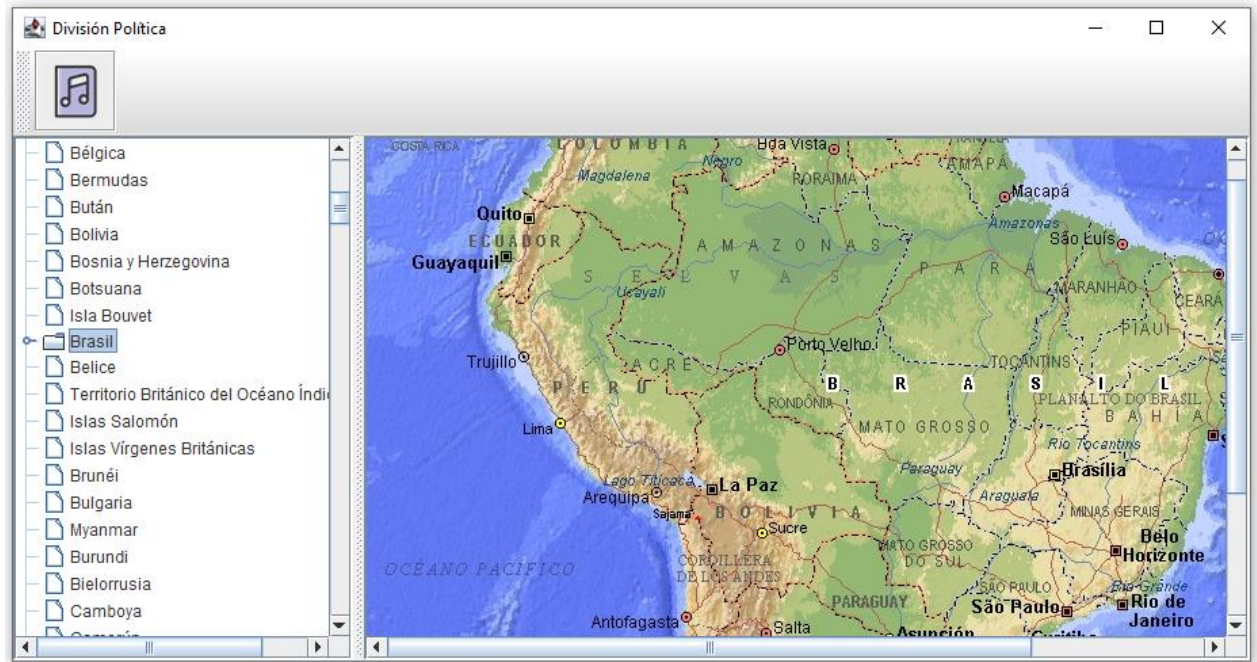 División Política
Bélgica
Bermudas
Bután
Bolivia
Bosnia y Herzegovina
Botsuana
Isla Bouvet
Brasil
Belice
Territorio Británico del Océano Índi
Islas Salomón
Islas Vírgenes Británicas
Brunéi
Bulgaria
Myanmar
Burundi
Bielorrusia
Camboya
COSTA RICA
COLOMBIA
Boa Vista
Negro
AMAPÁ
Magdalena
RORAIMA
Macapá
Quito
Amazonas
São Luís
ECUADOR
AMAZONAS
Guayaquil
SELVAS
PARÁ
Ucayali
MARANHÃO
CEARÁ
PIAUÍ
Porto Velho
Trujillo
ACRE
TOCANTINS
PERÚ
BRASIL
RONDÔNIA
PLANALTO DO BRASIL
BAHÍA
Lima
MATO GROSSO
Rio Tocantins
Paraguay
Brasília
Lago Titicaca
La Paz
Arequipa
Araguaia
Sajama
BOLIVIA
MINAS GERAIS
Sucre
Belo
Horizonte
MATO GROSSO
DO SUL
OCÉANO PACÍFICO
CORDILLERA
DE LOS ANDES
SÃO PAULO
Rio Grande
PARAGUAY
São Paulo
Rio de
Janeiro
Antofagasta
Salta
Asunción
Curitiba